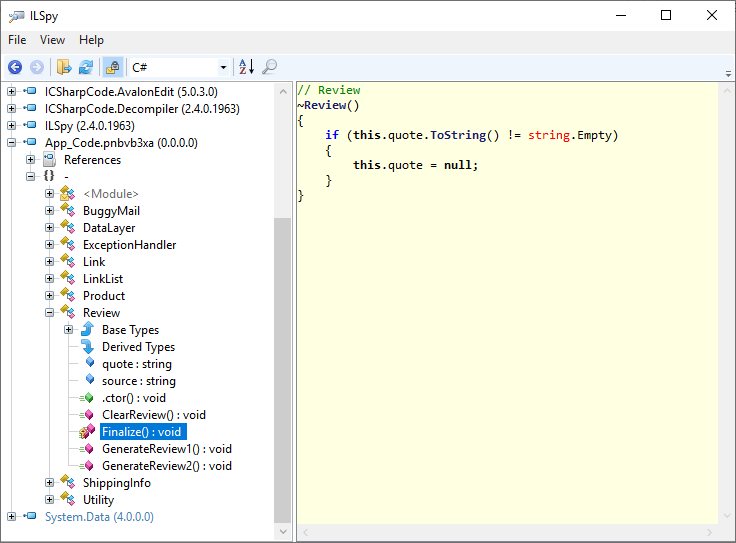 ILSpy
File View Help
C#
ICSharpCode.AvalonEdit (5.0.3.0)
ICSharpCode.Decompiler (2.4.0.1963)
ILSpy (2.4.0.1963)
App_Code.pnbvb3xa (0.0.0.0)
References
{} -
<Module>
BuggyMail
DataLayer
ExceptionHandler
Link
LinkList
Product
Review
Base Types
Derived Types
quote : string
source : string
.ctor() : void
ClearReview() : void
Finalize() : void
GenerateReview1() : void
GenerateReview2() : void
ShippingInfo
Utility
System.Data (4.0.0.0)
// Review
~Review()
{
if (this.quote.ToString() != string.Empty)
{
this.quote = null;
}
}